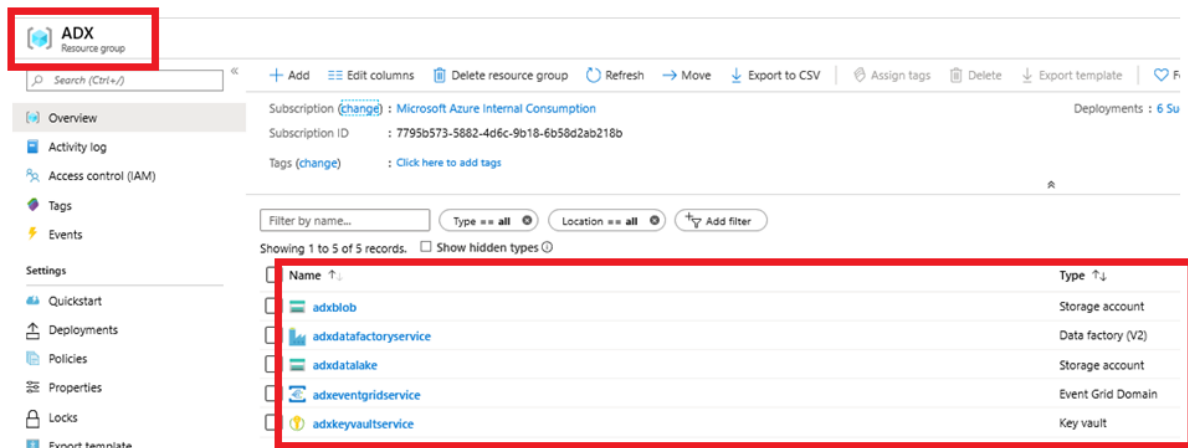 ADX
Resource group
Search (Ctrl+/)
«
Overview
Activity log
Access control (IAM)
Tags
Events
Settings
Quickstart
Deployments
Policies
Properties
Locks
Export template
Add Edit columns Delete resource group Refresh Move Export to CSV Assign tags Delete Export template
Subscription (change) : Microsoft Azure Internal Consumption Deployments : 6 Su
Subscription ID : 7795b573-5882-4d6c-9b18-6b58d2ab218b
Tags (change) : Click here to add tags
Filter by name... Type == all Location == all Add filter
Showing 1 to 5 of 5 records. Show hidden types
Name ↑↓ Type ↑↓
adxblob Storage account
adxdatafactoryservice Data factory (V2)
adxdatalake Storage account
adxeventgridservice Event Grid Domain
adxkeyvaultservice Key vault